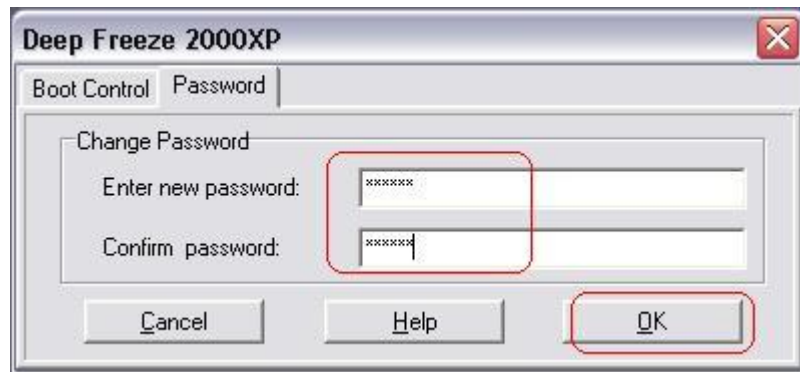 Deep Freeze 2000XP
Boot Control Password
Change Password
Enter new password: ******
Confirm password: ******
Cancel Help OK